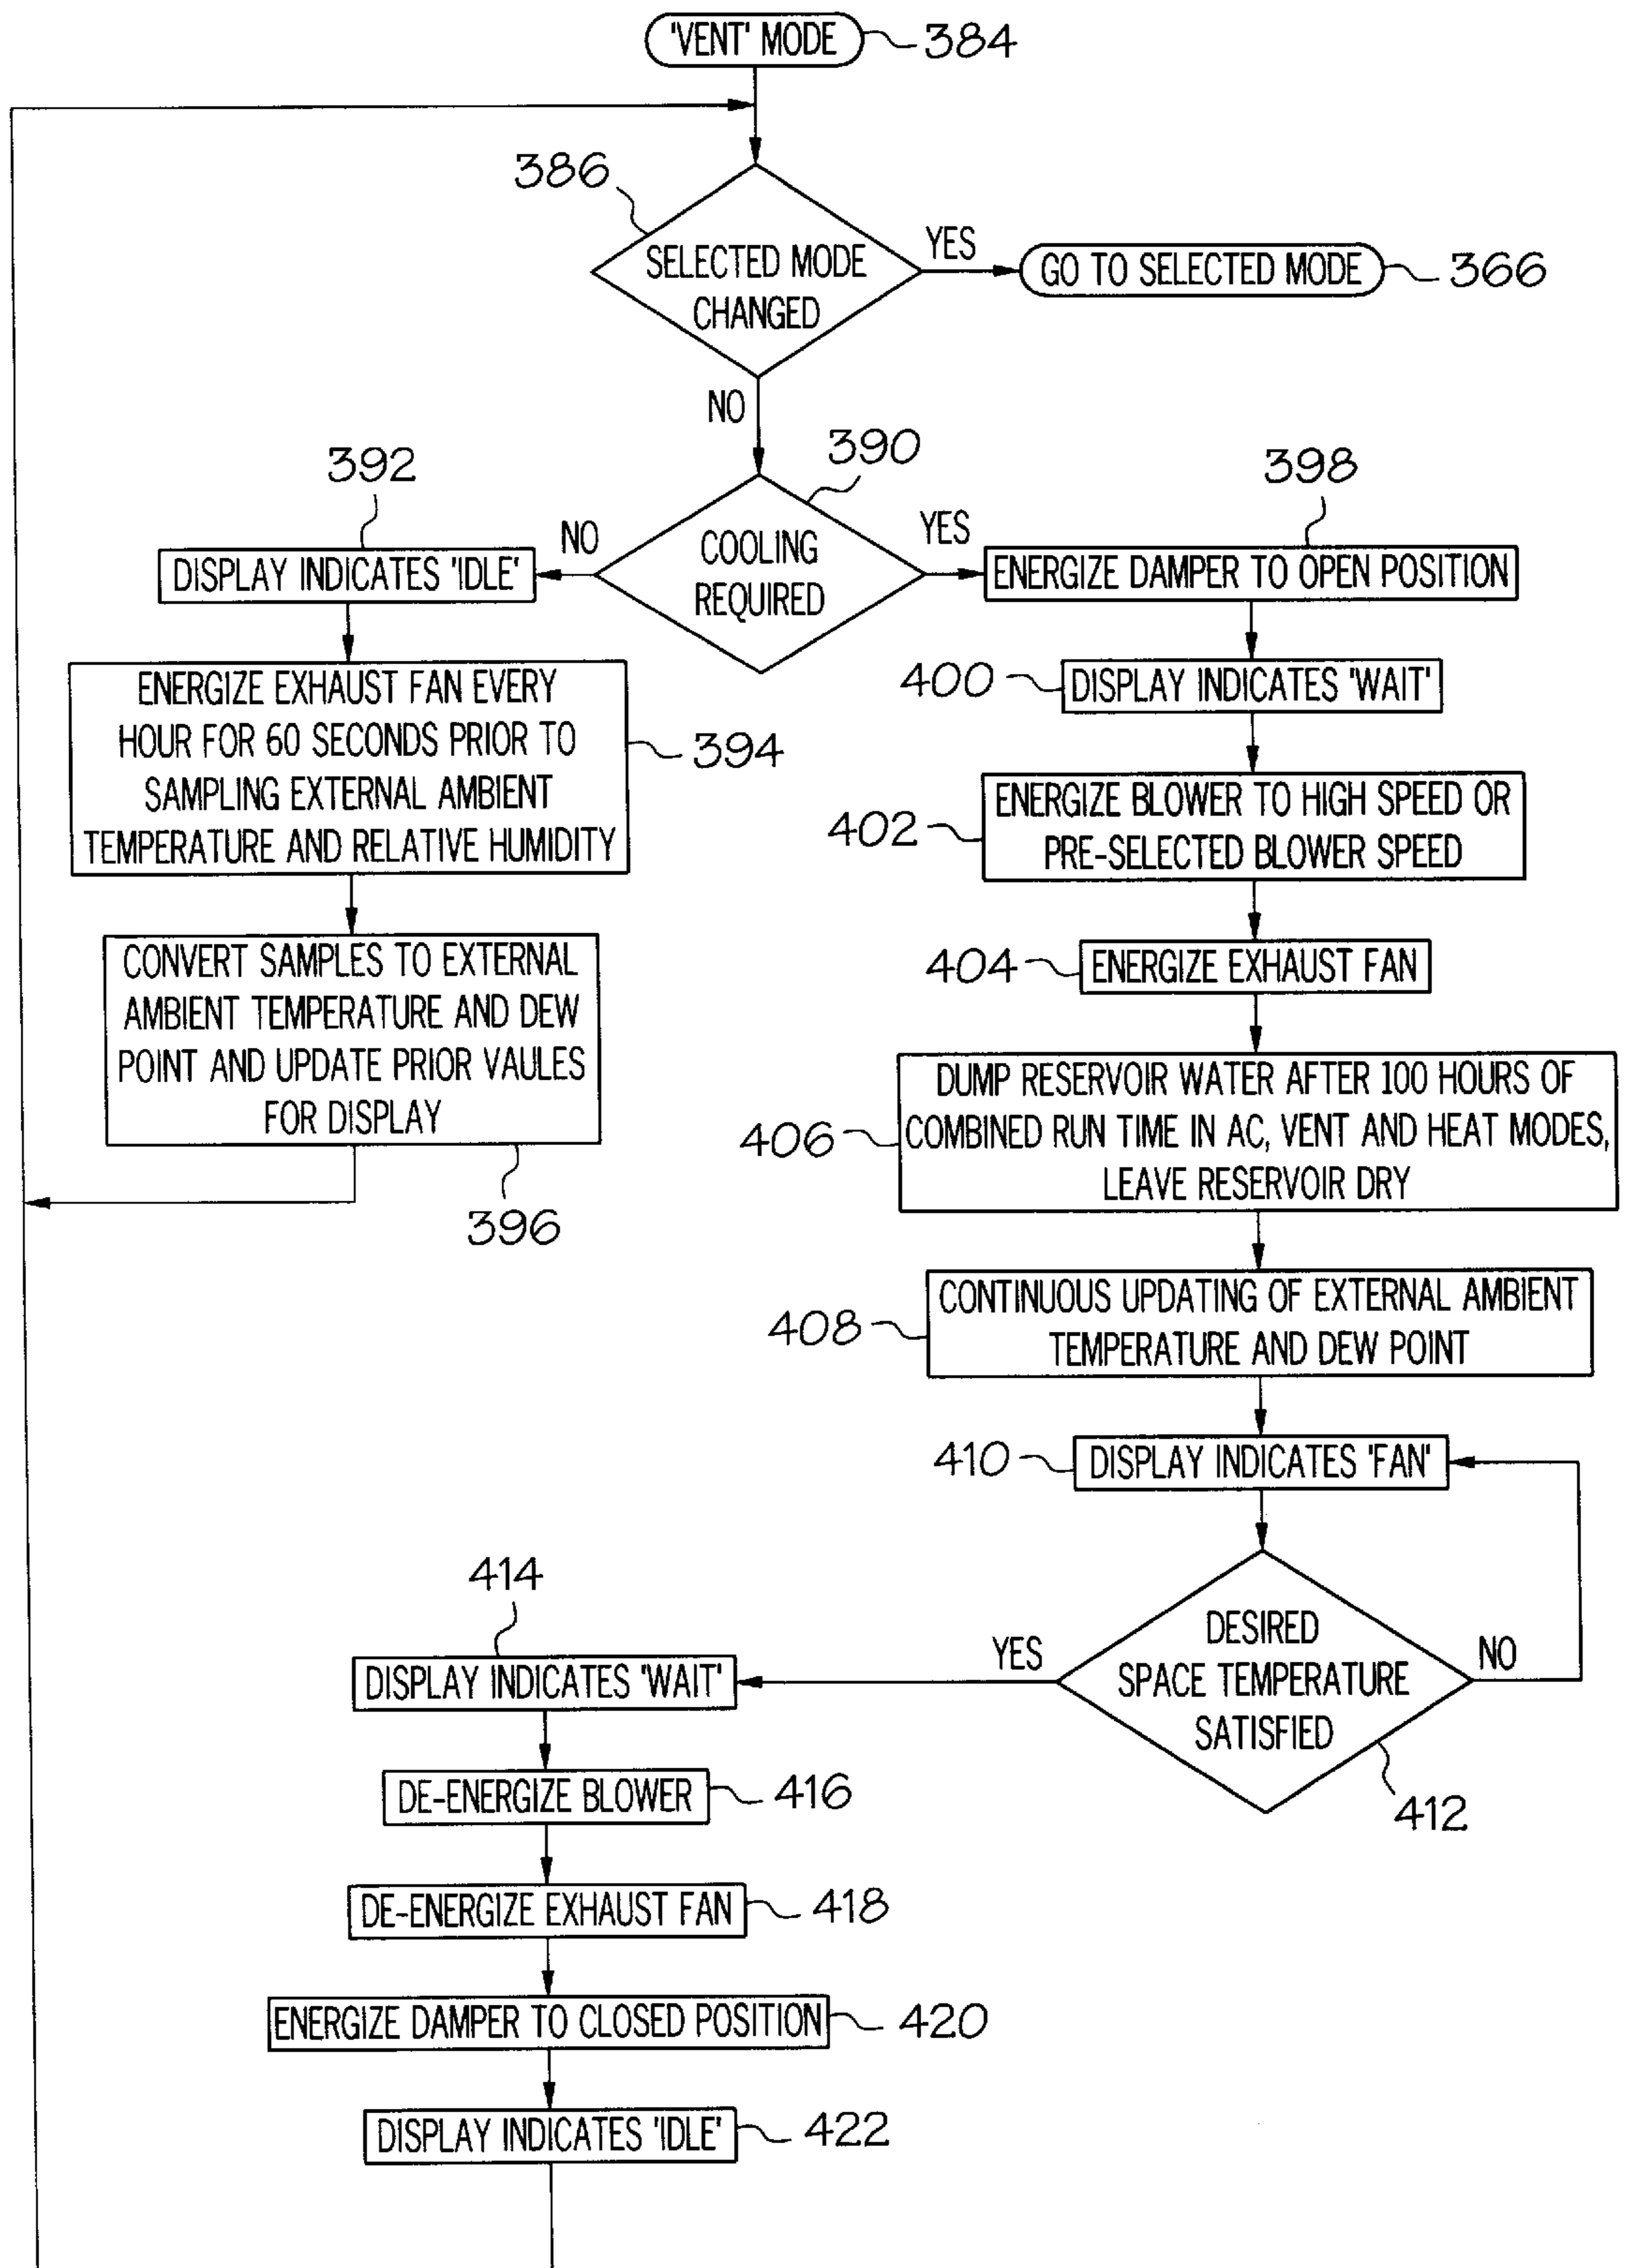 'VENT' MODE
384
386
SELECTED MODE
CHANGED
YES
GO TO SELECTED MODE
366
NO
390
COOLING
REQUIRED
NO
392
DISPLAY INDICATES 'IDLE'
ENERGIZE EXHAUST FAN EVERY
HOUR FOR 60 SECONDS PRIOR TO
SAMPLING EXTERNAL AMBIENT
TEMPERATURE AND RELATIVE HUMIDITY
394
CONVERT SAMPLES TO EXTERNAL
AMBIENT TEMPERATURE AND DEW
POINT AND UPDATE PRIOR VAULES
FOR DISPLAY
396
YES
398
ENERGIZE DAMPER TO OPEN POSITION
400
DISPLAY INDICATES 'WAIT'
402
ENERGIZE BLOWER TO HIGH SPEED OR
PRE-SELECTED BLOWER SPEED
404
ENERGIZE EXHAUST FAN
406
DUMP RESERVOIR WATER AFTER 100 HOURS OF
COMBINED RUN TIME IN AC, VENT AND HEAT MODES,
LEAVE RESERVOIR DRY
408
CONTINUOUS UPDATING OF EXTERNAL AMBIENT
TEMPERATURE AND DEW POINT
410
DISPLAY INDICATES 'FAN'
DESIRED
SPACE TEMPERATURE
SATISFIED
412
NO
YES
414
DISPLAY INDICATES 'WAIT'
DE-ENERGIZE BLOWER
416
DE-ENERGIZE EXHAUST FAN
418
ENERGIZE DAMPER TO CLOSED POSITION
420
DISPLAY INDICATES 'IDLE'
422